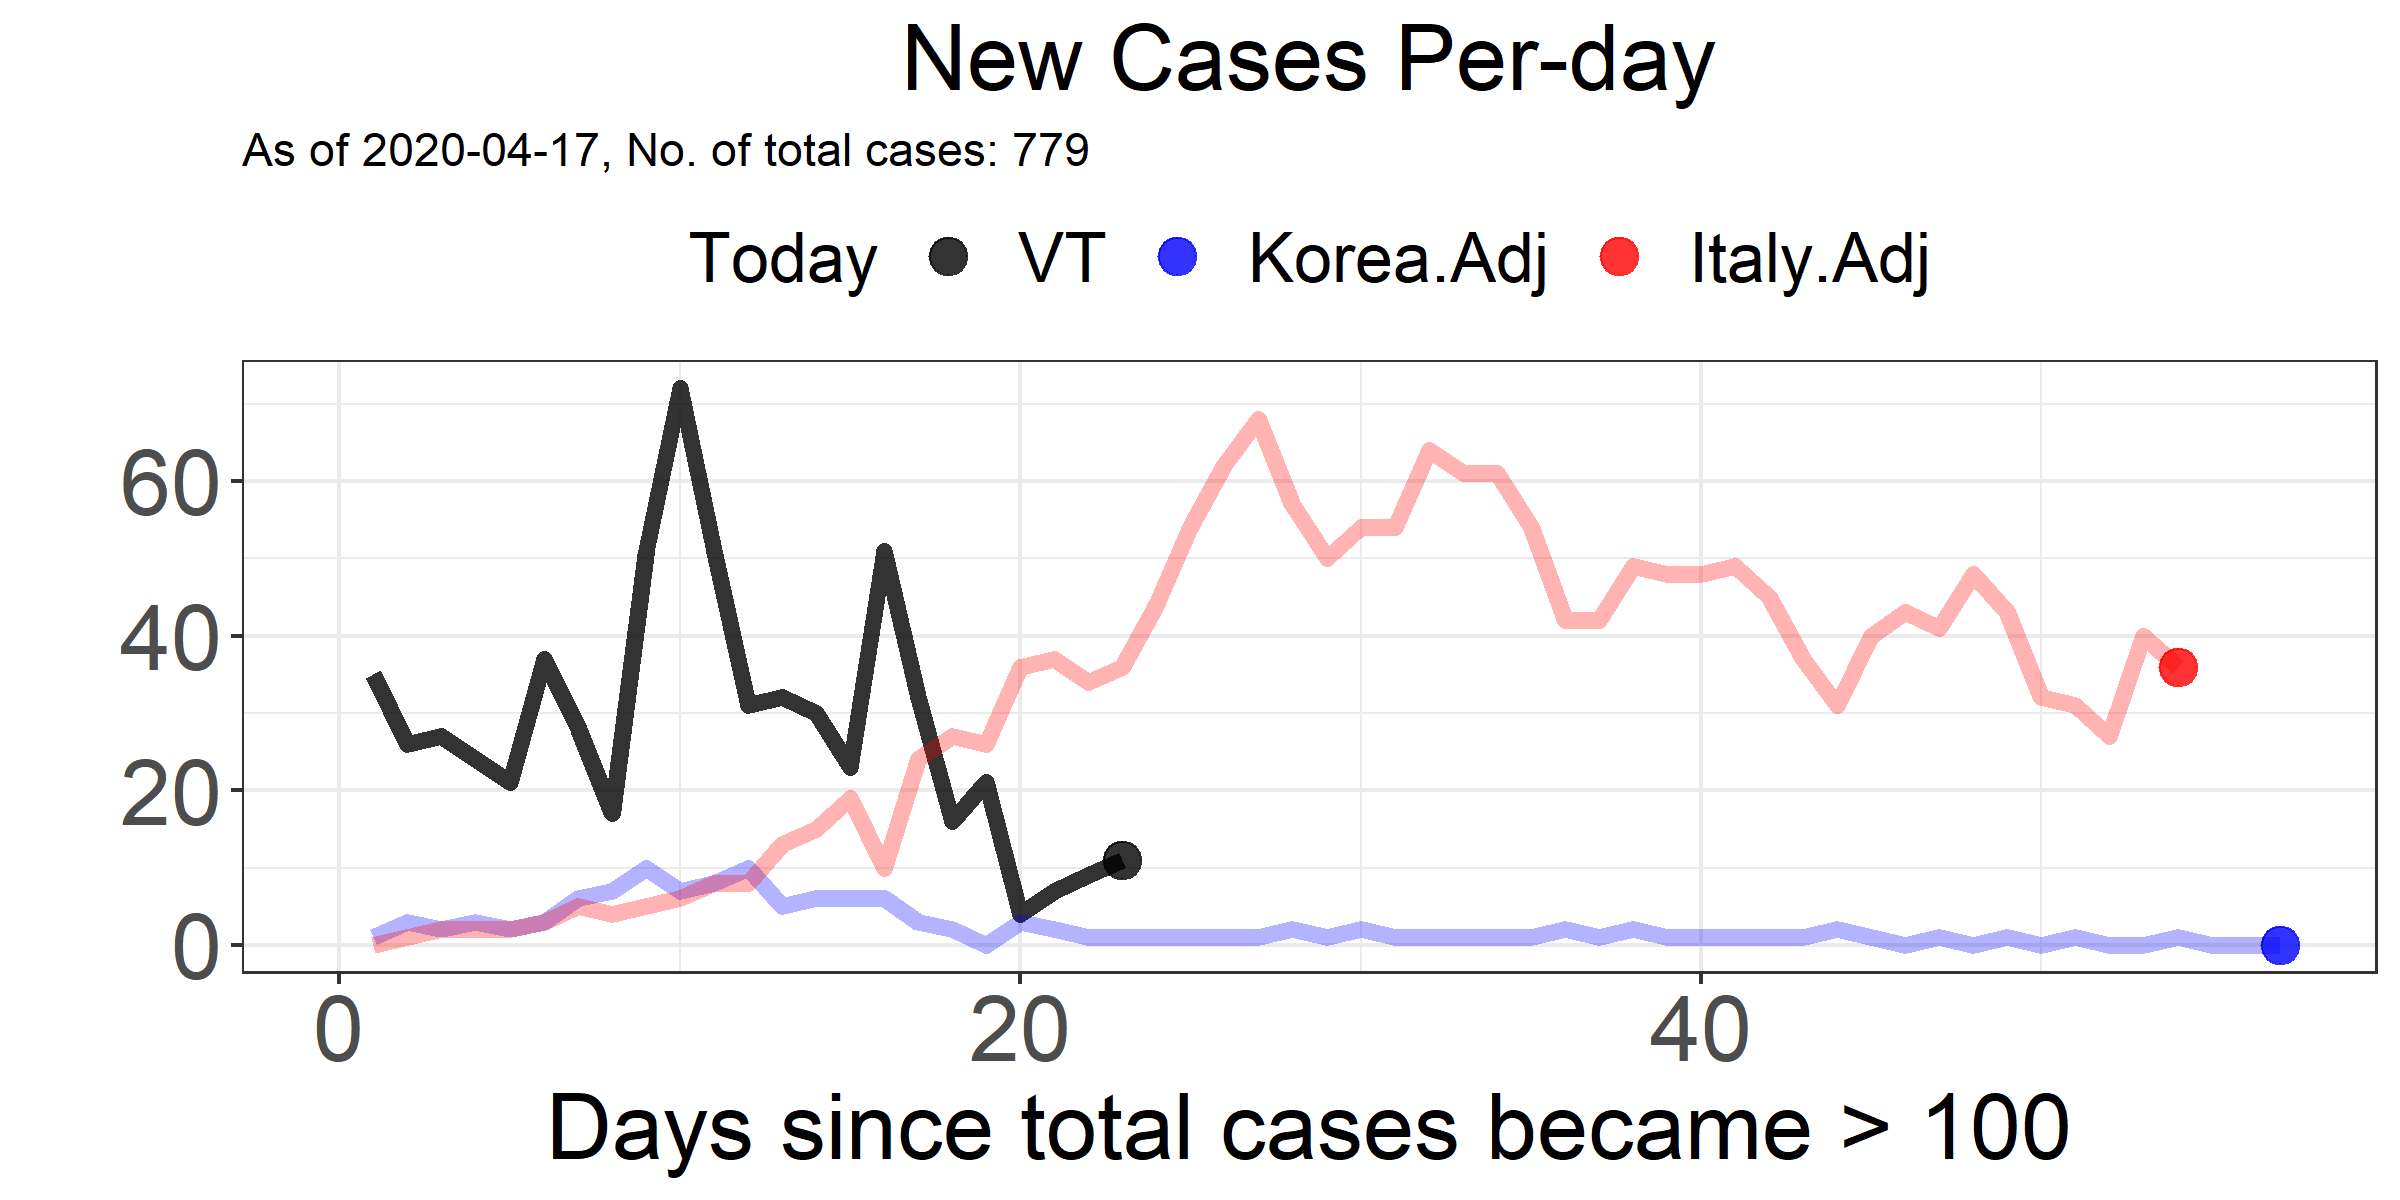 New Cases Per-day
As of 2020-04-17, No. of total cases: 779
Today VT Korea.Adj Italy.Adj
60
40
20
0
0 20 40
Days since total cases became > 100